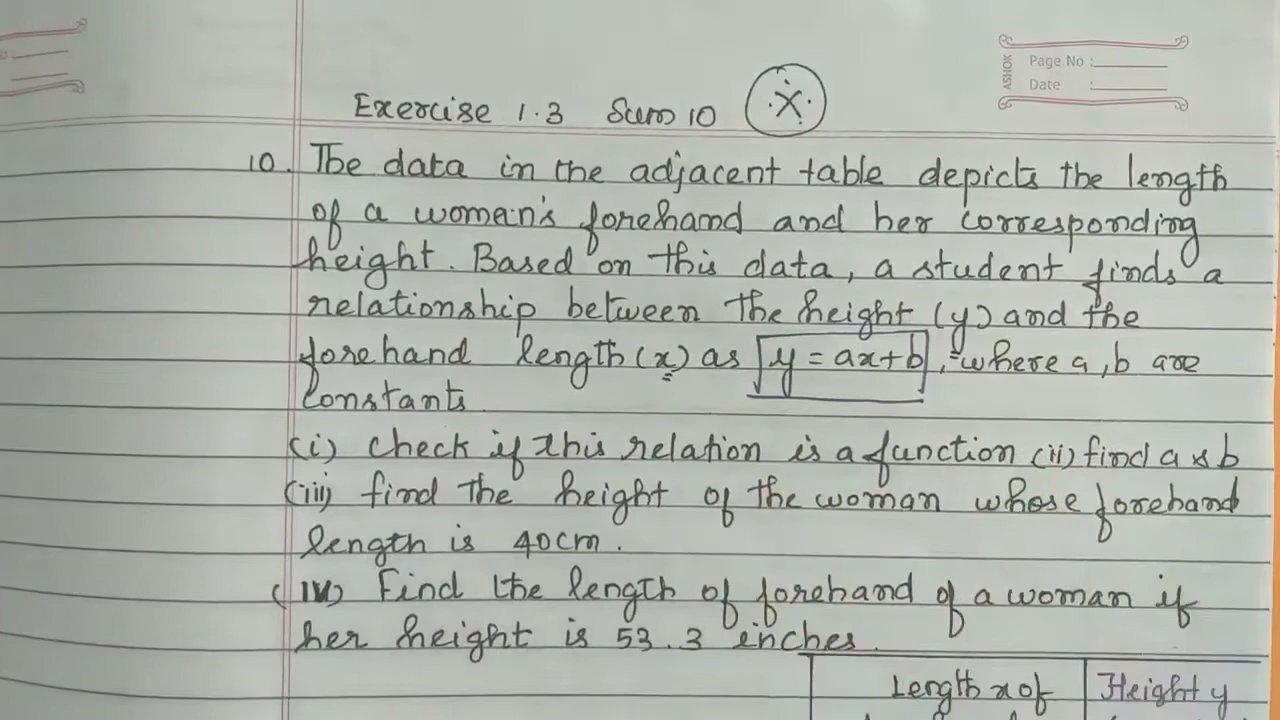 ASHOK
Page No :
Date :
Exercise 1.3 Sum 10 X
10. The data in the adjacent table depicts the length
of a woman's forehand and her corresponding
height. Based on this data, a student finds a
relationship between the height (y) and the
forehand length (x) as y = ax+b, where a, b are
Constants
(i) check if this relation is a function (ii) find a & b
(iii) find the height of the woman whose forehand
length is 40cm.
(iv) Find the length of forehand of a woman if
her height is 53.3 inches.
Length x of Height y